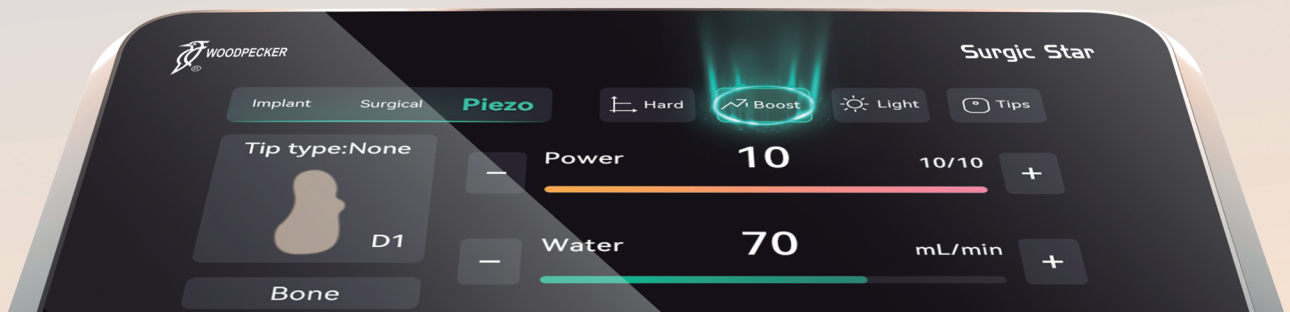 WOODPECKER
®
Surgic Star
Implant Surgical Piezo
Hard Boost Light Tips
Tip type:None
D1
Bone
Power 10 10/10
Water 70 mL/min